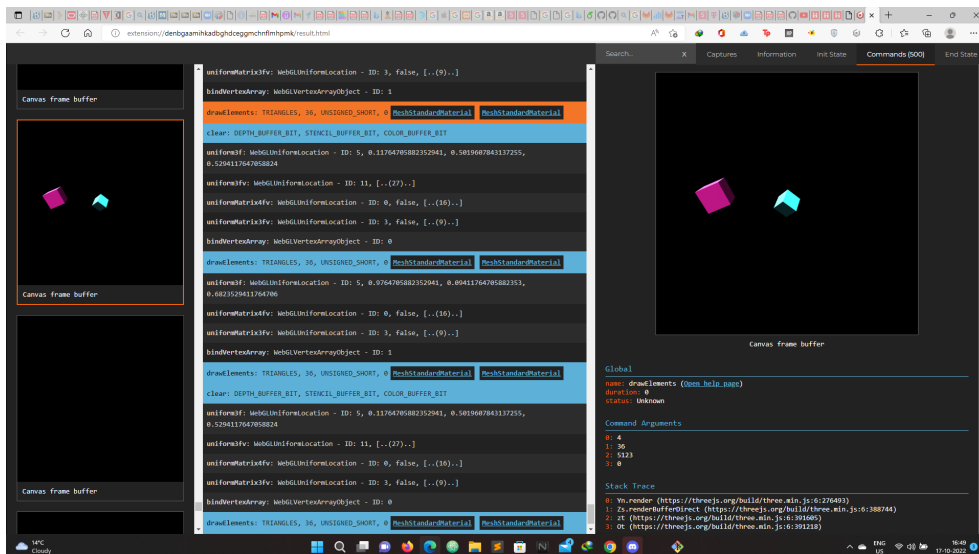 extension://denbgaamihkadbghdceggmchnflmhpmk/result.html
Search...
X
Captures
Information
Init State
Commands (500)
End State
Canvas frame buffer
Canvas frame buffer
Canvas frame buffer
uniformMatrix3fv: WebGLUniformLocation - ID: 3, false, [..(9)..]
bindVertexArray: WebGLVertexArrayObject - ID: 1
drawElements: TRIANGLES, 36, UNSIGNED_SHORT, 0 MeshStandardMaterial MeshStandardMaterial
clear: DEPTH_BUFFER_BIT, STENCIL_BUFFER_BIT, COLOR_BUFFER_BIT
uniform3f: WebGLUniformLocation - ID: 5, 0.11764705882352941, 0.5019607843137255,
0.5294117647058824
uniform3fv: WebGLUniformLocation - ID: 11, [..(27)..]
uniformMatrix4fv: WebGLUniformLocation - ID: 0, false, [..(16)..]
uniformMatrix3fv: WebGLUniformLocation - ID: 3, false, [..(9)..]
bindVertexArray: WebGLVertexArrayObject - ID: 0
drawElements: TRIANGLES, 36, UNSIGNED_SHORT, 0 MeshStandardMaterial MeshStandardMaterial
uniform3f: WebGLUniformLocation - ID: 5, 0.9764705882352941, 0.09411764705882353,
0.6823529411764706
uniformMatrix4fv: WebGLUniformLocation - ID: 0, false, [..(16)..]
uniformMatrix3fv: WebGLUniformLocation - ID: 3, false, [..(9)..]
bindVertexArray: WebGLVertexArrayObject - ID: 1
drawElements: TRIANGLES, 36, UNSIGNED_SHORT, 0 MeshStandardMaterial MeshStandardMaterial
clear: DEPTH_BUFFER_BIT, STENCIL_BUFFER_BIT, COLOR_BUFFER_BIT
uniform3f: WebGLUniformLocation - ID: 5, 0.11764705882352941, 0.5019607843137255,
0.5294117647058824
uniform3fv: WebGLUniformLocation - ID: 11, [..(27)..]
uniformMatrix4fv: WebGLUniformLocation - ID: 0, false, [..(16)..]
uniformMatrix3fv: WebGLUniformLocation - ID: 3, false, [..(9)..]
bindVertexArray: WebGLVertexArrayObject - ID: 0
drawElements: TRIANGLES, 36, UNSIGNED_SHORT, 0 MeshStandardMaterial MeshStandardMaterial
Canvas frame buffer
Global
name: drawElements (Open help page)
duration: 0
status: Unknown
Command Arguments
0: 4
1: 36
2: 5123
3: 0
Stack Trace
0: Yn.render (https://threejs.org/build/three.min.js:6:276493)
1: Zs.renderBufferDirect (https://threejs.org/build/three.min.js:6:388744)
2: zt (https://threejs.org/build/three.min.js:6:391605)
3: Ot (https://threejs.org/build/three.min.js:6:391218)
14°C
Cloudy
ENG
US
16:49
17-10-2022